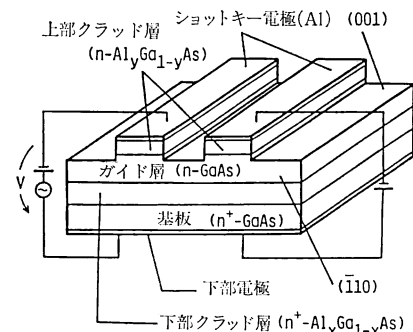 上部クラッド層
(n-AlyGa1-yAs)
ショットキー電極(Al)
(001)
V
ガイド層 (n-GaAs)
基板 (n⁺-GaAs)
下部電極
(1̄10)
下部クラッド層(n⁺-AlxGa1-xAs)